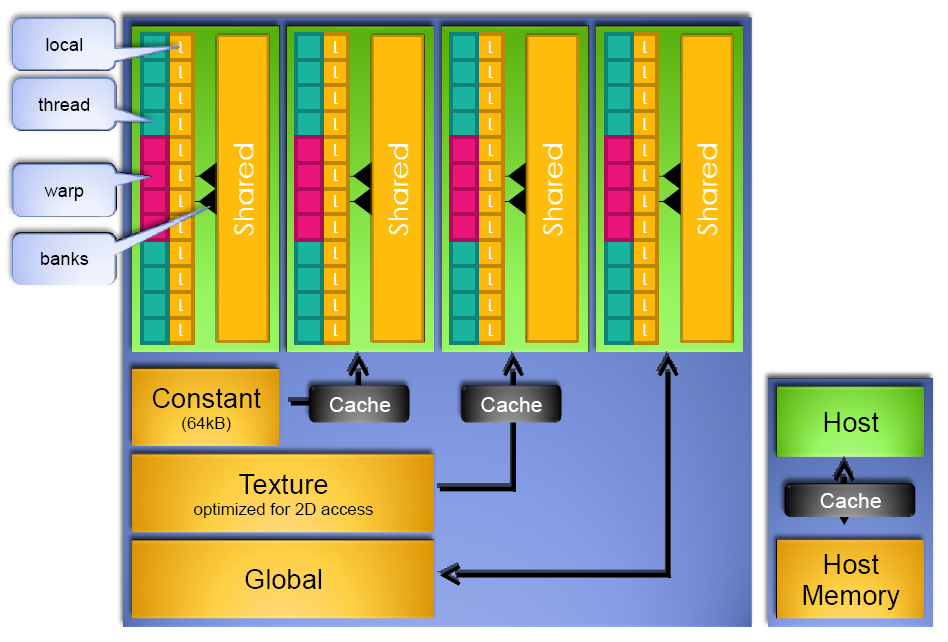 local
thread
warp
banks
l l l l
l l l l
l l l l
l l l l
l l l l
l l l l
l l l l
l l l l
l l l l
l l l l
l l l l
l l l l
Shared
Shared
Shared
Shared
Constant
(64kB)
Cache
Cache
Texture
optimized for 2D access
Global
Host
Cache
Host
Memory